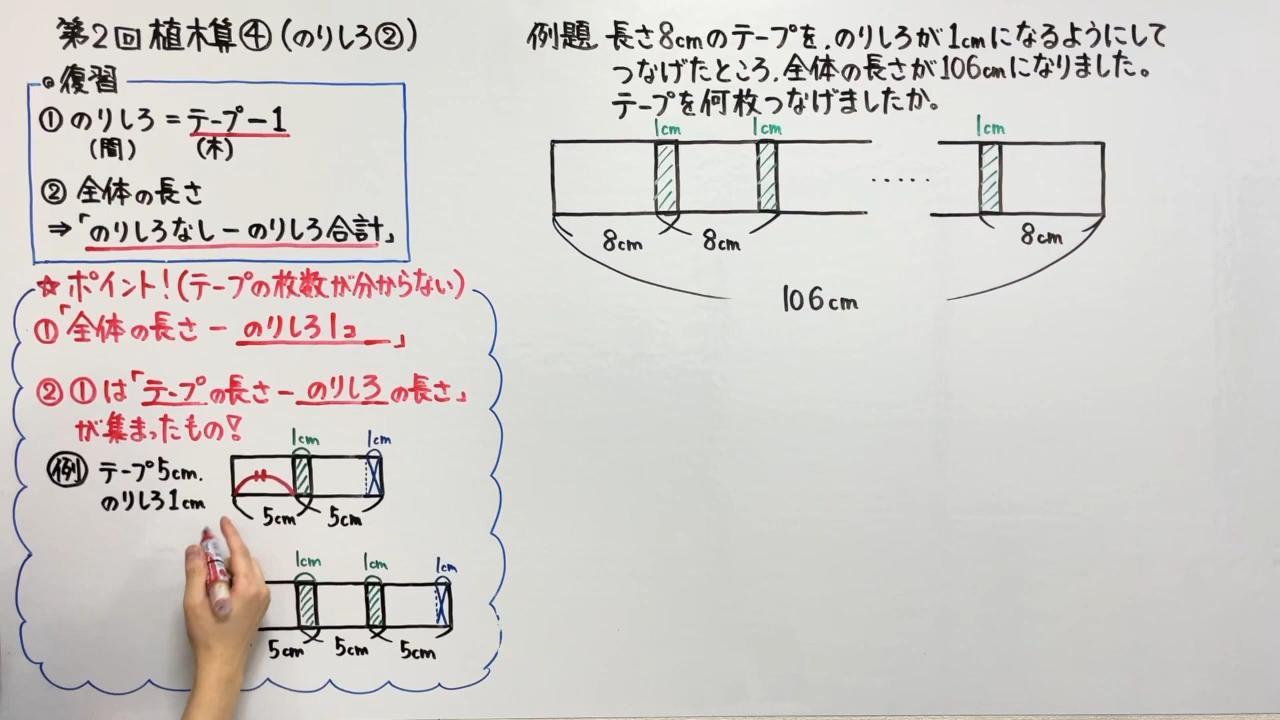 第2回 植木算④(のりしろ②)
◎復習
① のりしろ = テープ-1
(間) (木)
② 全体の長さ
⇒「のりしろなし-のりしろ合計」
☆ポイント!(テープの枚数が分からない)
①「全体の長さ-のりしろ1コ」
②①は「テープの長さ-のりしろの長さ」
が集まったもの!
例 テープ5cm.
のりしろ1cm
1cm 1cm
5cm 5cm
1cm 1cm 1cm
5cm 5cm 5cm
例題 長さ8cmのテープを、のりしろが1cmになるようにして
つなげたところ、全体の長さが106cmになりました。
テープを何枚つなげましたか。
1cm 1cm 1cm
.....
8cm 8cm 8cm
106cm